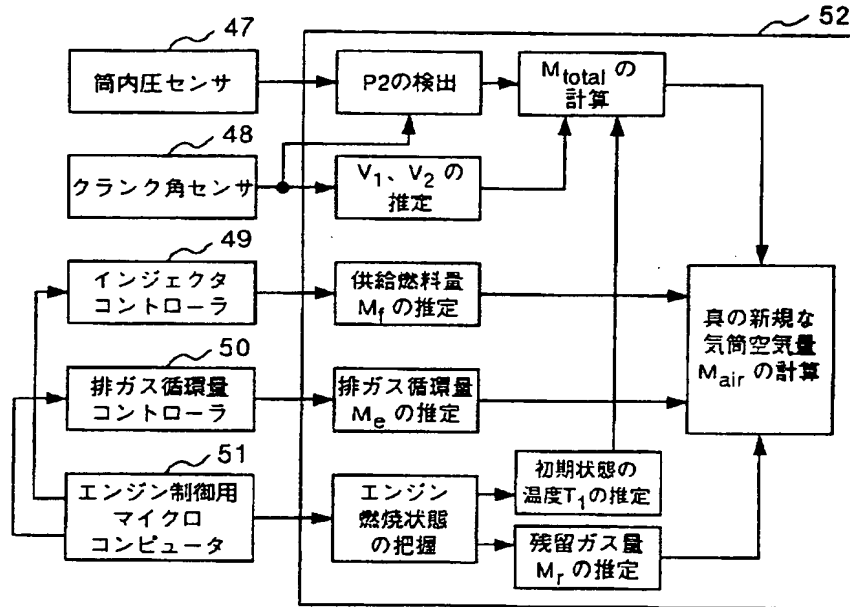 47
52
筒内圧センサ
P2の検出
Mtotal の
計算
48
クランク角センサ
V1、V2 の
推定
49
インジェクタ
コントローラ
供給燃料量
Mf の推定
真の新規な
気筒空気量
Mair の計算
50
排ガス循環量
コントローラ
排ガス循環量
Me の推定
51
エンジン制御用
マイクロ
コンピュータ
エンジン
燃焼状態
の把握
初期状態の
温度T1の推定
残留ガス量
Mr の推定